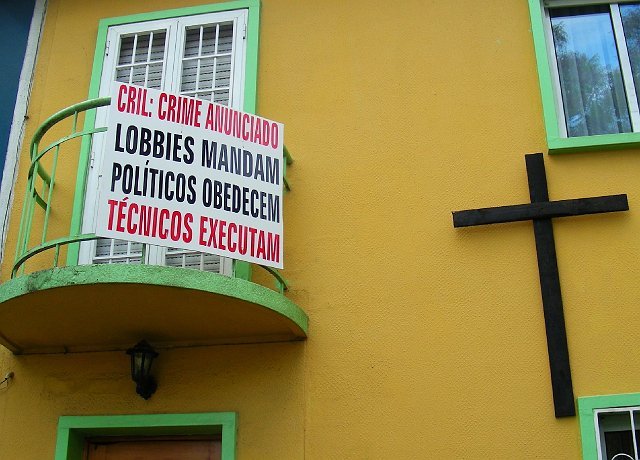 CRIL: CRIME ANUNCIADO
LOBBIES MANDAM
POLÍTICOS OBEDECEM
TÉCNICOS EXECUTAM